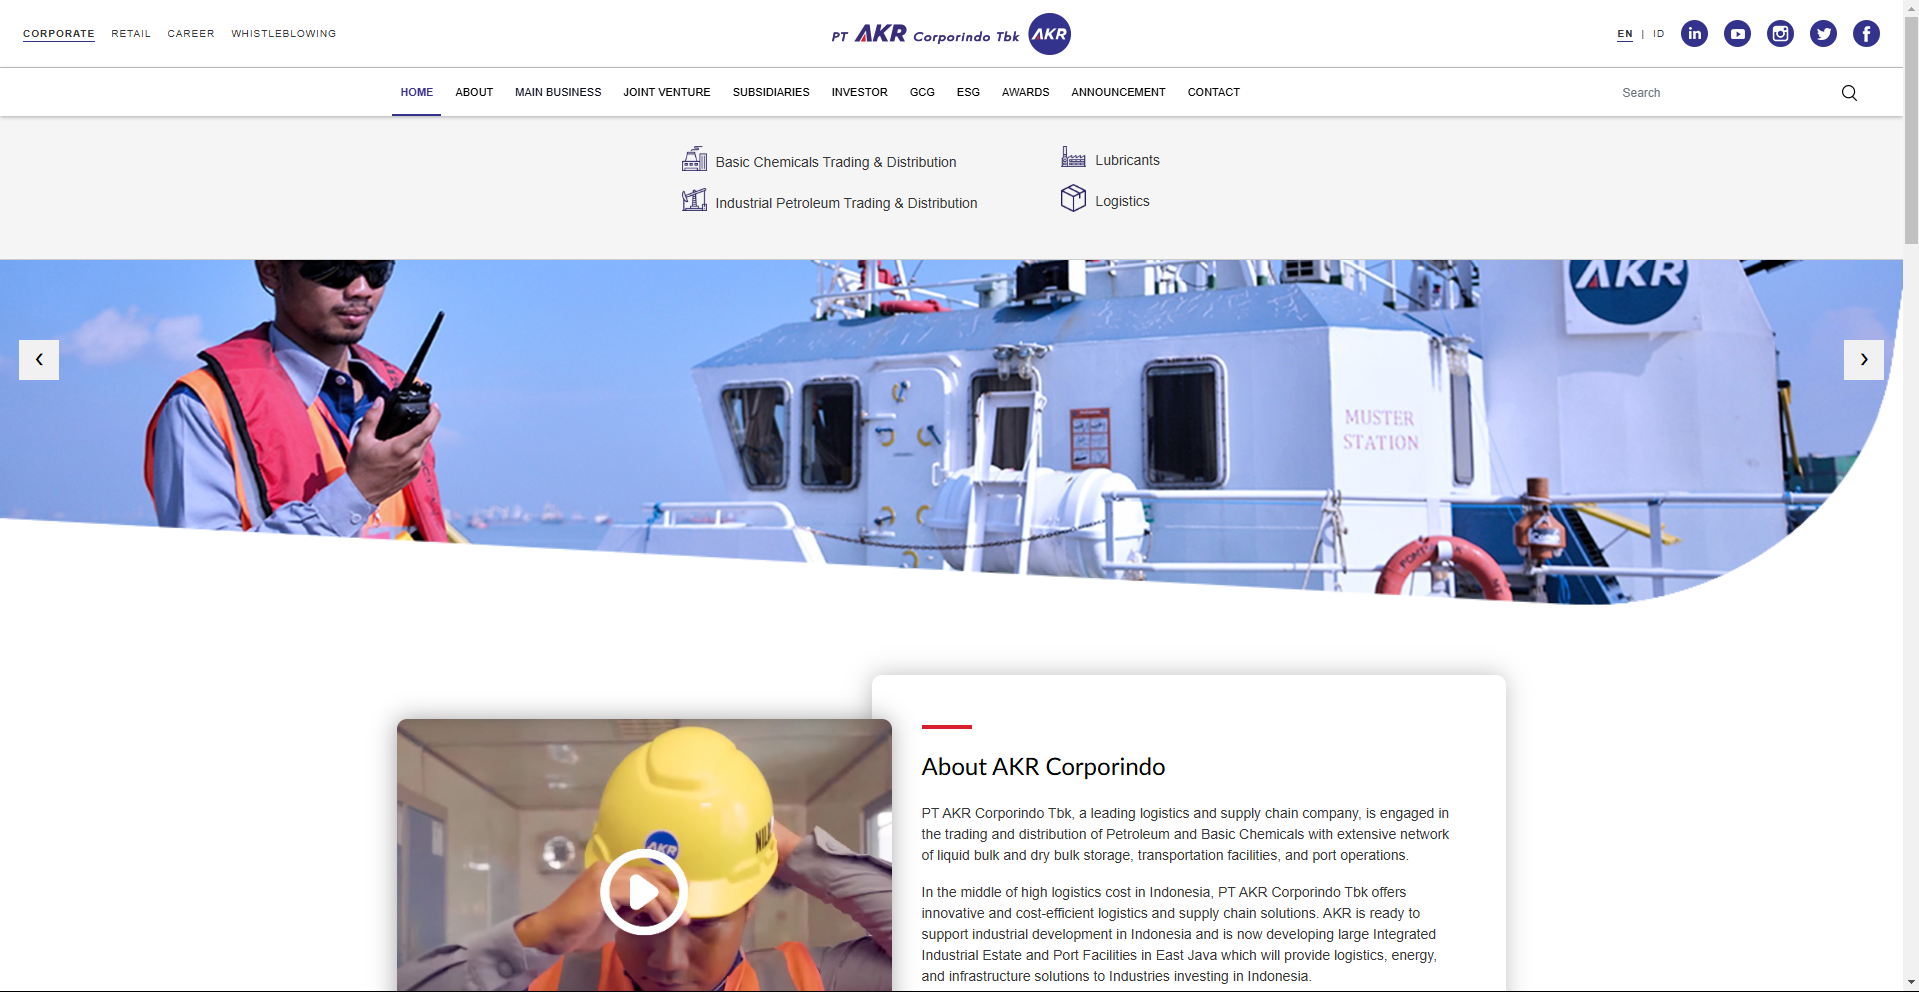 CORPORATE RETAIL CAREER WHISTLEBLOWING
PT AKR Corporindo Tbk AKR
EN | ID
HOME ABOUT MAIN BUSINESS JOINT VENTURE SUBSIDIARIES INVESTOR GCG ESG AWARDS ANNOUNCEMENT CONTACT
Search
Basic Chemicals Trading & Distribution
Lubricants
Industrial Petroleum Trading & Distribution
Logistics
AKR
MUSTER
STATION
AKR
About AKR Corporindo
PT AKR Corporindo Tbk, a leading logistics and supply chain company, is engaged in
the trading and distribution of Petroleum and Basic Chemicals with extensive network
of liquid bulk and dry bulk storage, transportation facilities, and port operations.
In the middle of high logistics cost in Indonesia, PT AKR Corporindo Tbk offers
innovative and cost-efficient logistics and supply chain solutions. AKR is ready to
support industrial development in Indonesia and is now developing large Integrated
Industrial Estate and Port Facilities in East Java which will provide logistics, energy,
and infrastructure solutions to Industries investing in Indonesia.